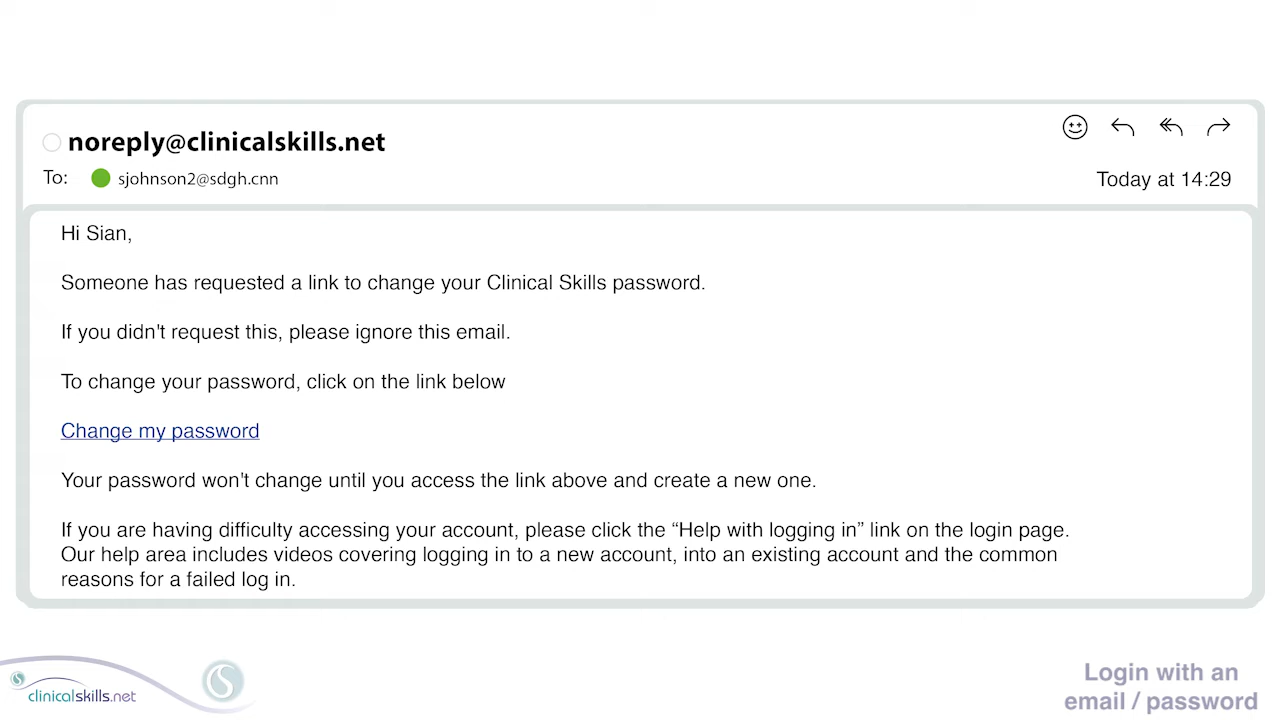 noreply@clinicalskills.net
To: sjohnson2@sdgh.cnn
Today at 14:29
Hi Sian,
Someone has requested a link to change your Clinical Skills password.
If you didn't request this, please ignore this email.
To change your password, click on the link below
Change my password
Your password won't change until you access the link above and create a new one.
If you are having difficulty accessing your account, please click the “Help with logging in” link on the login page.
Our help area includes videos covering logging in to a new account, into an existing account and the common
reasons for a failed log in.
clinicalskills.net
Login with an
email / password